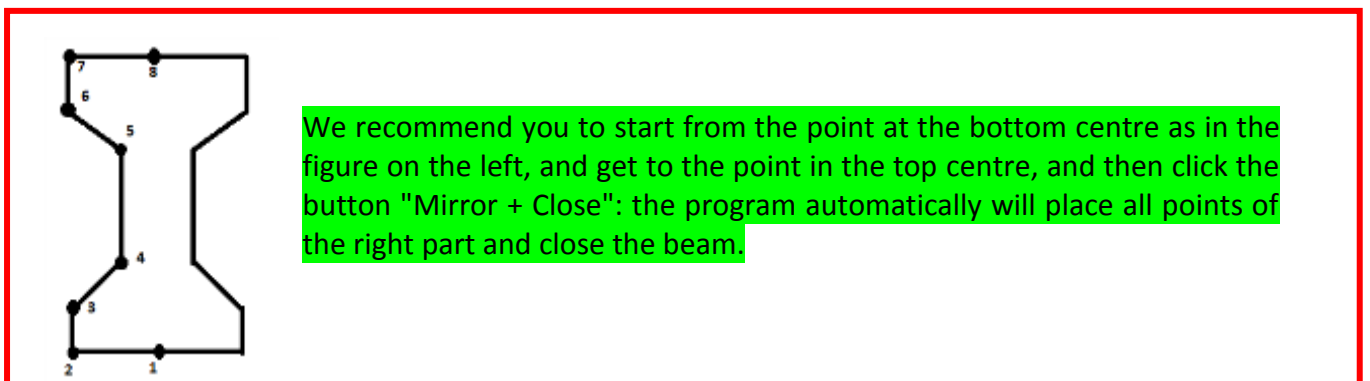 7
8
6
5
We recommend you to start from the point at the bottom centre as in the
figure on the left, and get to the point in the top centre, and then click the
button "Mirror + Close": the program automatically will place all points of
the right part and close the beam.
4
3
2
1